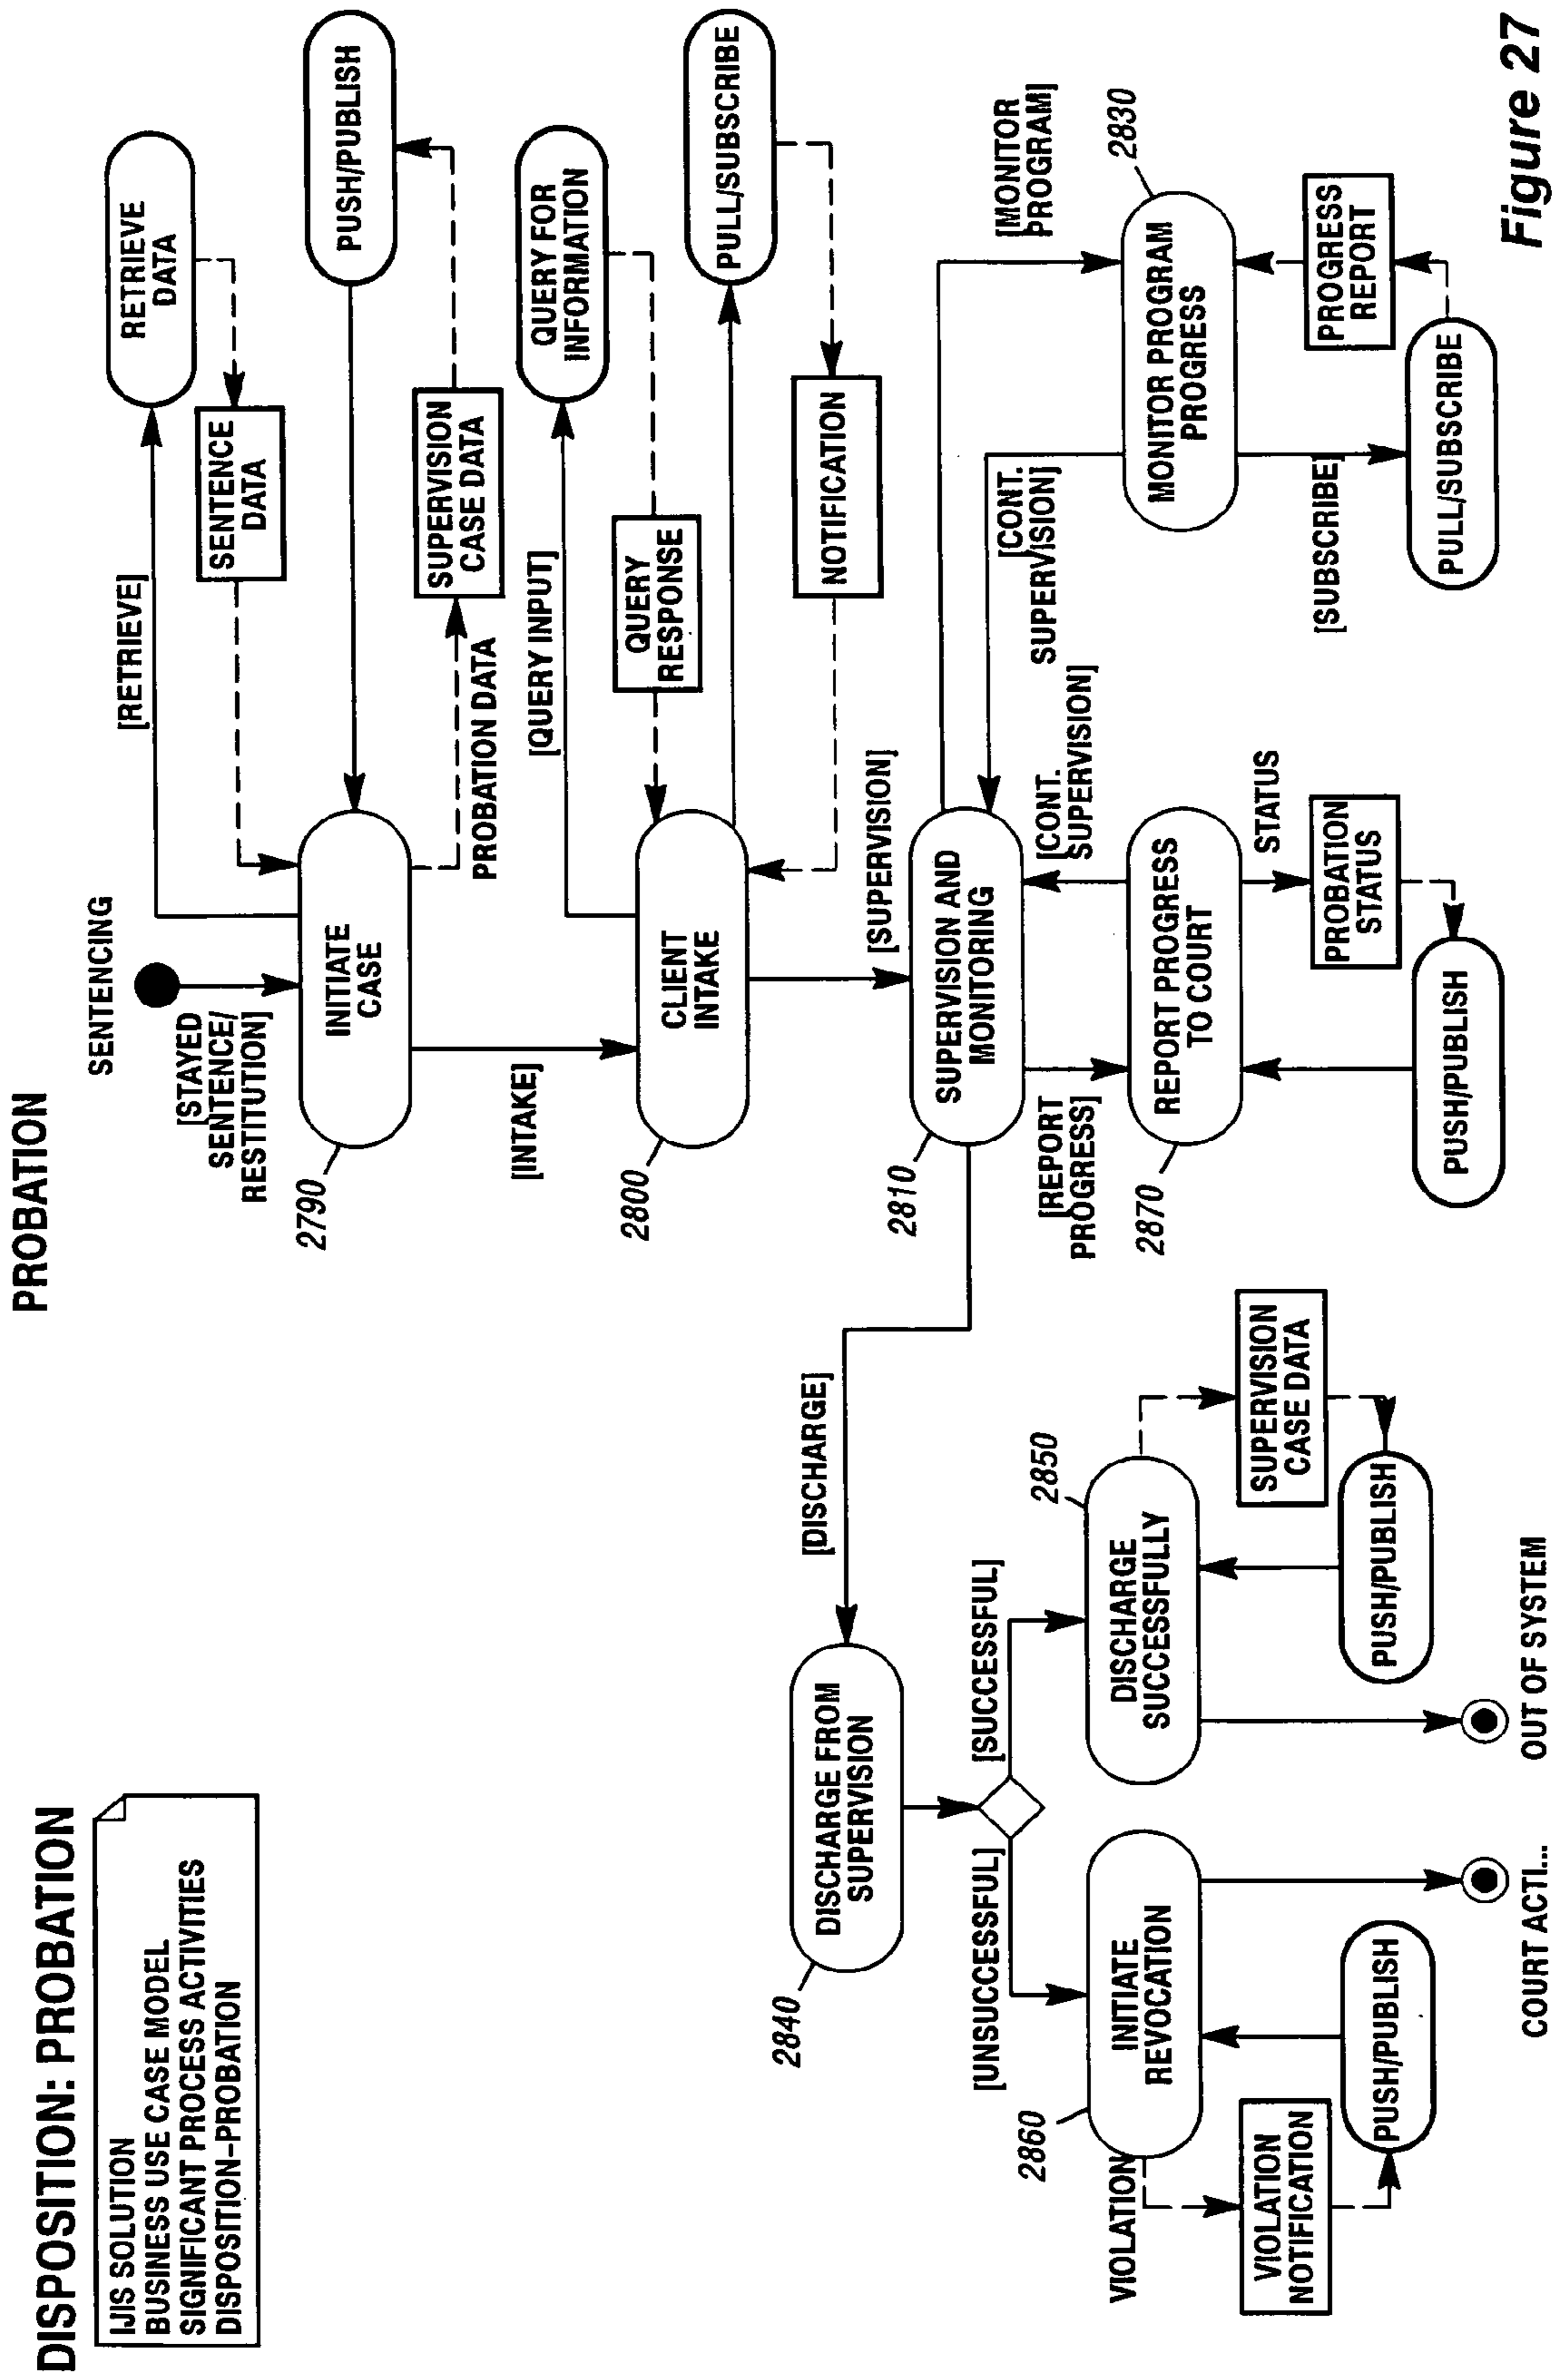 DISPOSITION: PROBATION
IJIS SOLUTION
BUSINESS USE CASE MODEL
SIGNIFICANT PROCESS ACTIVITIES
DISPOSITION-PROBATION
PROBATION
SENTENCING
[STAYED
SENTENCE/
RESTITUTION]
[RETRIEVE]
RETRIEVE
DATA
SENTENCE
DATA
2790
INITIATE
CASE
PUSH/PUBLISH
SUPERVISION
CASE DATA
PROBATION DATA
[INTAKE]
[QUERY INPUT]
QUERY FOR
INFORMATION
2800
CLIENT
INTAKE
QUERY
RESPONSE
PULL/SUBSCRIBE
NOTIFICATION
[SUPERVISION]
2810
SUPERVISION AND
MONITORING
[MONITOR
PROGRAM]
[CONT.
SUPERVISION]
2830
MONITOR PROGRAM
PROGRESS
[SUBSCRIBE]
PROGRESS
REPORT
PULL/SUBSCRIBE
[REPORT
PROGRESS]
[CONT.
SUPERVISION]
2870
REPORT PROGRESS
TO COURT
STATUS
PROBATION
STATUS
PUSH/PUBLISH
[DISCHARGE]
2840
DISCHARGE FROM
SUPERVISION
[UNSUCCESSFUL]
[SUCCESSFUL]
2850
DISCHARGE
SUCCESSFULLY
SUPERVISION
CASE DATA
PUSH/PUBLISH
OUT OF SYSTEM
2860
INITIATE
REVOCATION
VIOLATION
VIOLATION
NOTIFICATION
PUSH/PUBLISH
COURT ACTI...
Figure 27